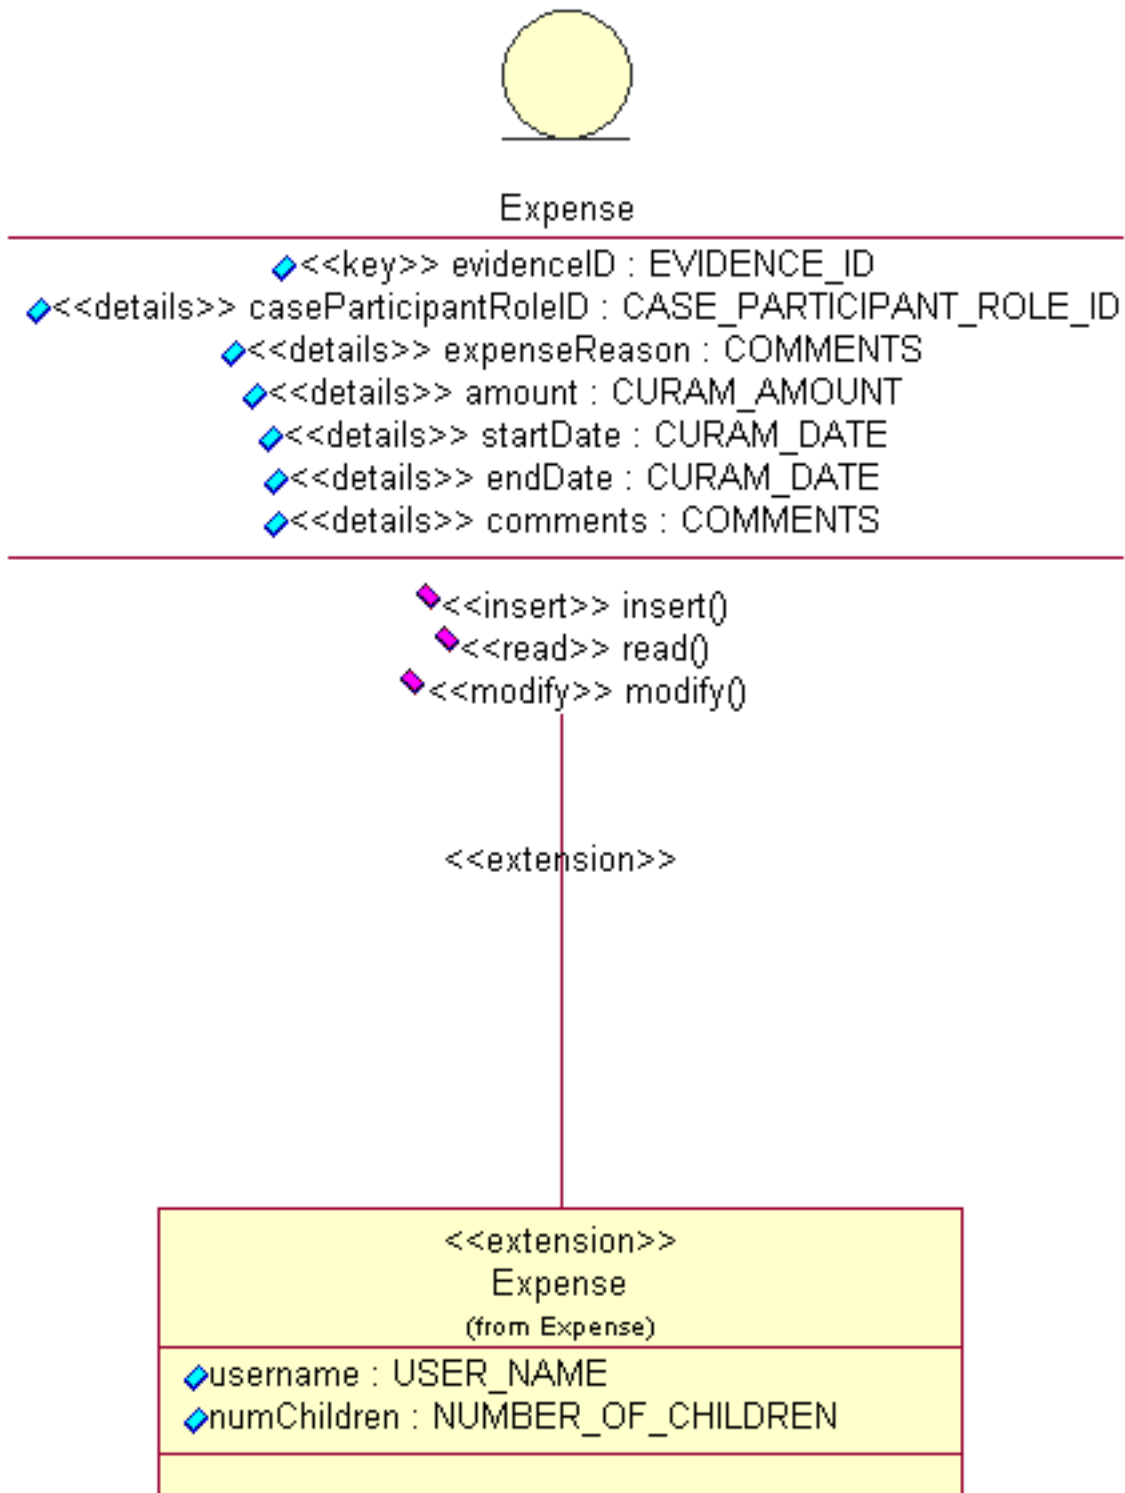 Expense
<<key>> evidenceID : EVIDENCE_ID
<<details>> caseParticipantRoleID : CASE_PARTICIPANT_ROLE_ID
<<details>> expenseReason : COMMENTS
<<details>> amount : CURAM_AMOUNT
<<details>> startDate : CURAM_DATE
<<details>> endDate : CURAM_DATE
<<details>> comments : COMMENTS
<<insert>> insert()
<<read>> read()
<<modify>> modify()
<<extension>>
<<extension>>
Expense
(from Expense)
username : USER_NAME
numChildren : NUMBER_OF_CHILDREN